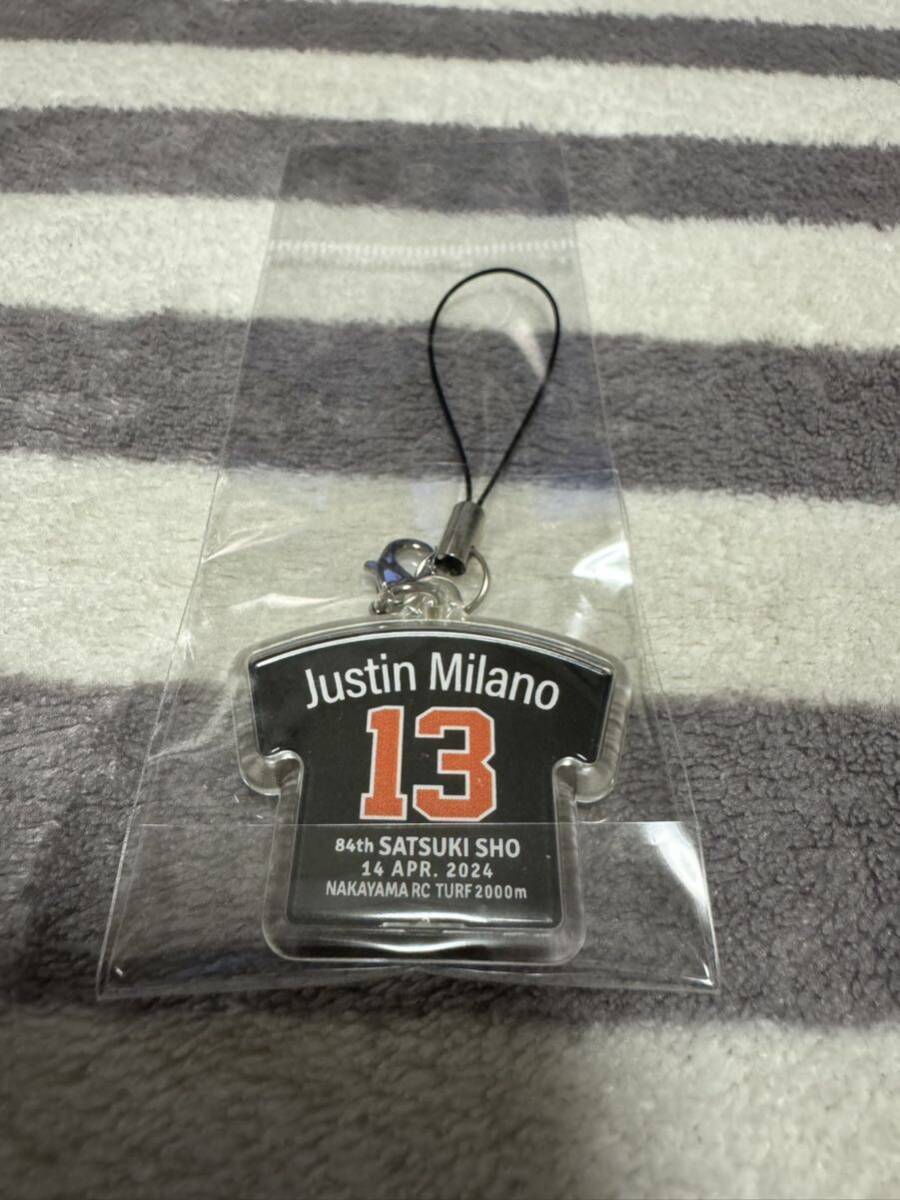 Justin Milano
13
84th SATSUKI SHO
14 APR. 2024
NAKAYAMA RC TURF 2000m